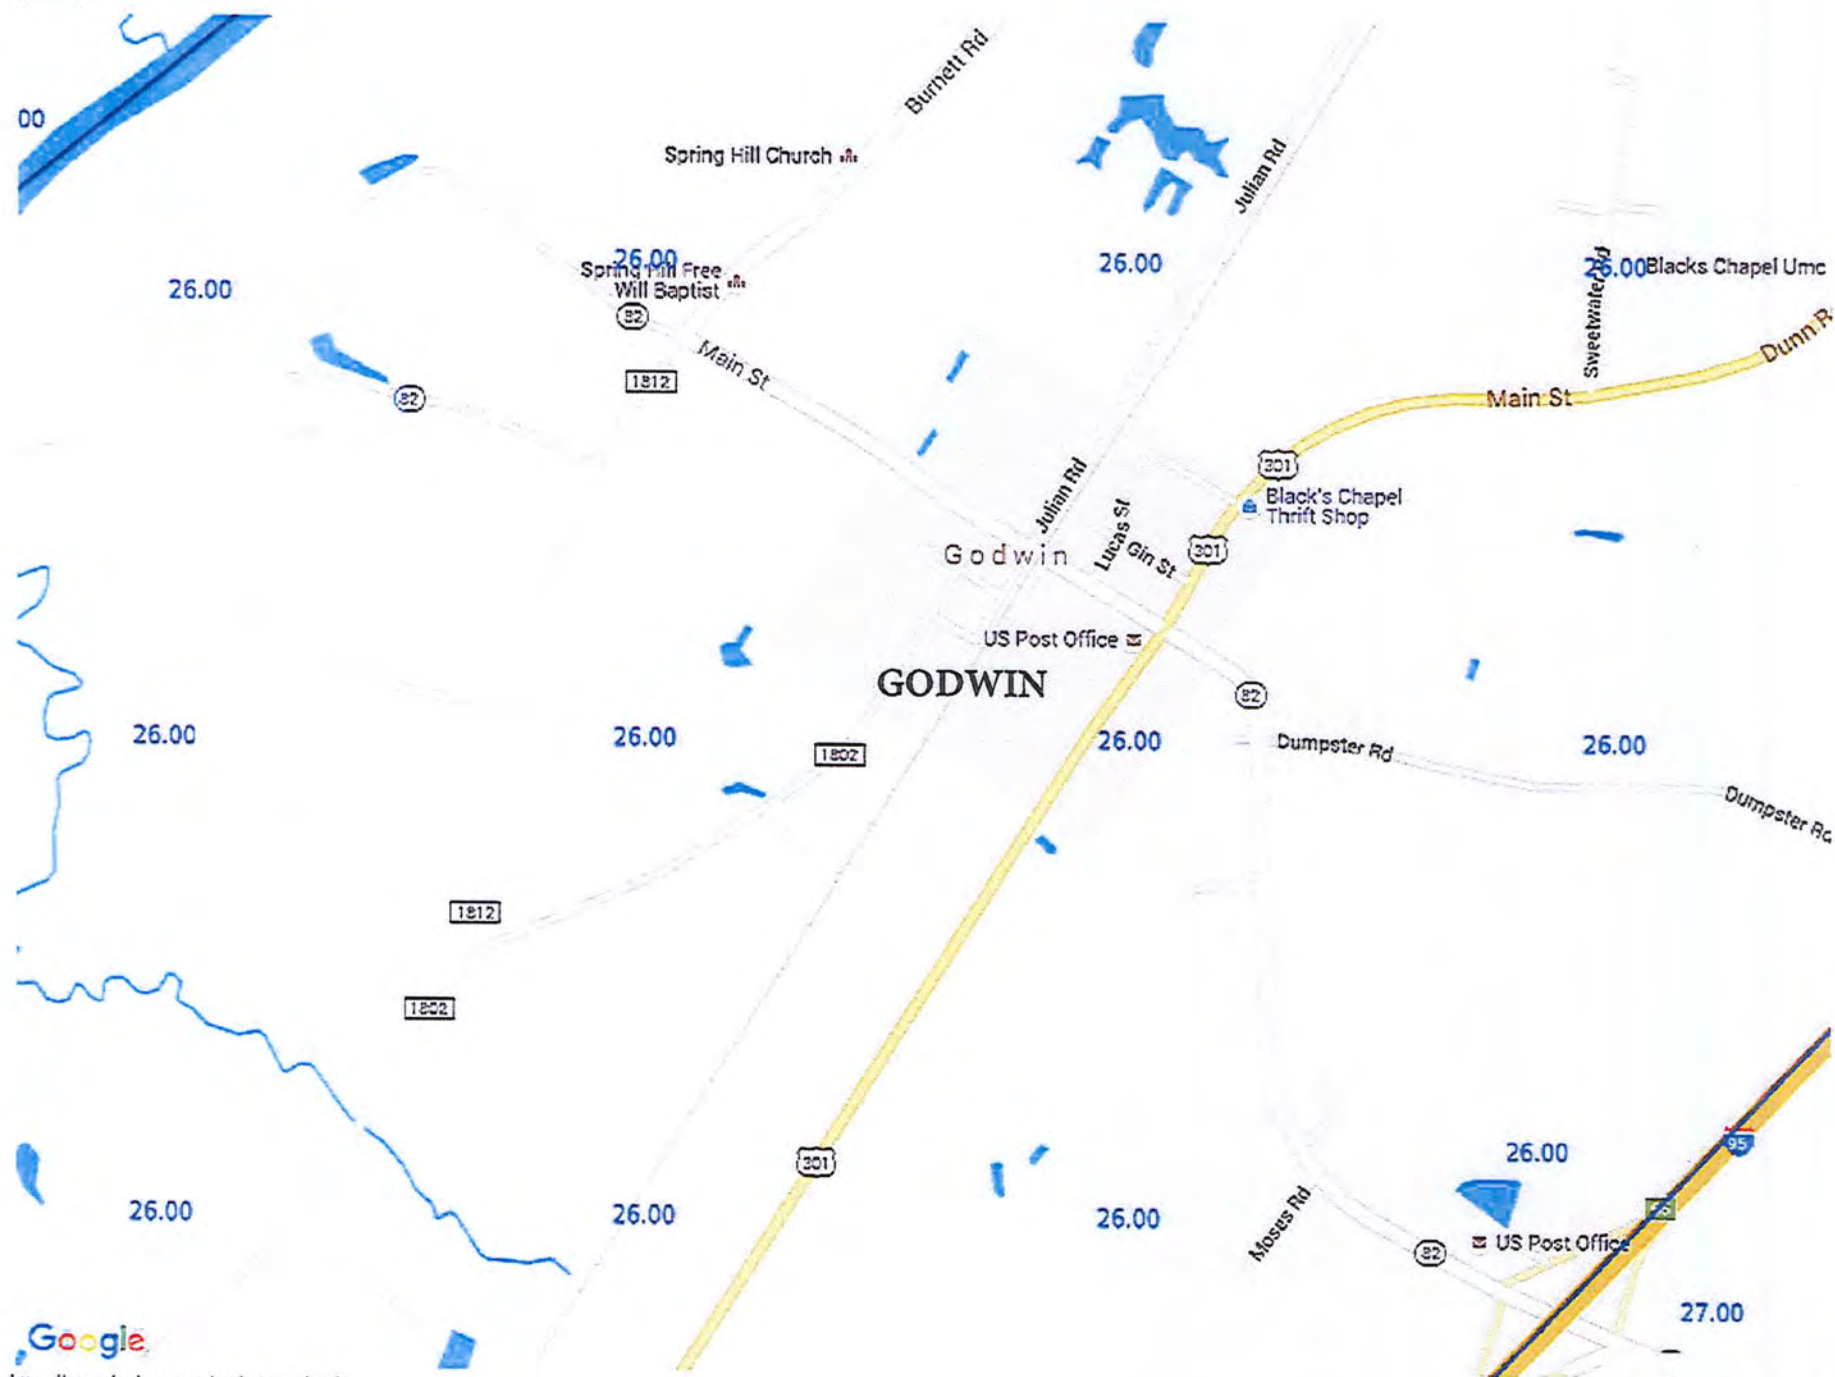 Burnett Rd
00
Spring Hill Church
Julian Rd
26.00
26.00
26.00
26.00
Blacks Chapel Umc
Spring Hill Free
Will Baptist
Sweetwater Rd
82
Main St
Dunn R
1812
82
Main St
301
Julian Rd
Black's Chapel
Thrift Shop
Lucas St
Gin St
301
Godwin
US Post Office
GODWIN
82
26.00
26.00
26.00
26.00
1802
Dumpster Rd
Dumpster Rd
1812
1802
95
26.00
301
26.00
26.00
26.00
Moses Rd
82
US Post Office
27.00
Google